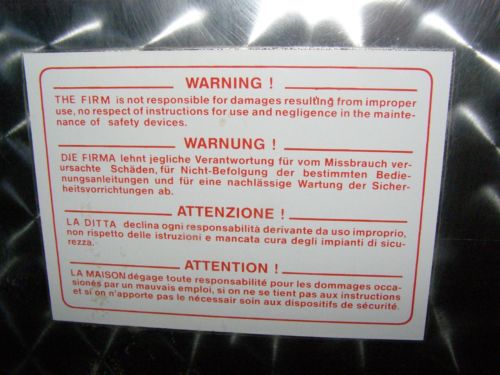 WARNING !
THE FIRM is not responsible for damages resulting from improper
use, no respect of instructions for use and negligence in the mainte-
nance of safety devices.
WARNUNG !
DIE FIRMA lehnt jegliche Verantwortung für vom Missbrauch ver-
ursachte Schäden, für Nicht-Befolgung der bestimmten Bedie-
nungsanleitungen und für eine nachlässige Wartung der Sicher-
heitsvorrichtungen ab.
ATTENZIONE !
LA DITTA declina ogni responsabilità derivante da uso improprio,
non rispetto delle istruzioni e mancata cura degli impianti di sicu-
rezza.
ATTENTION !
LA MAISON dégage toute responsabilité pour les dommages occa-
sionés par un mauvais emploi, si on ne se tient pas aux instructions
et si on n'apporte pas le nécessair soin aux dispositifs de sécurité.